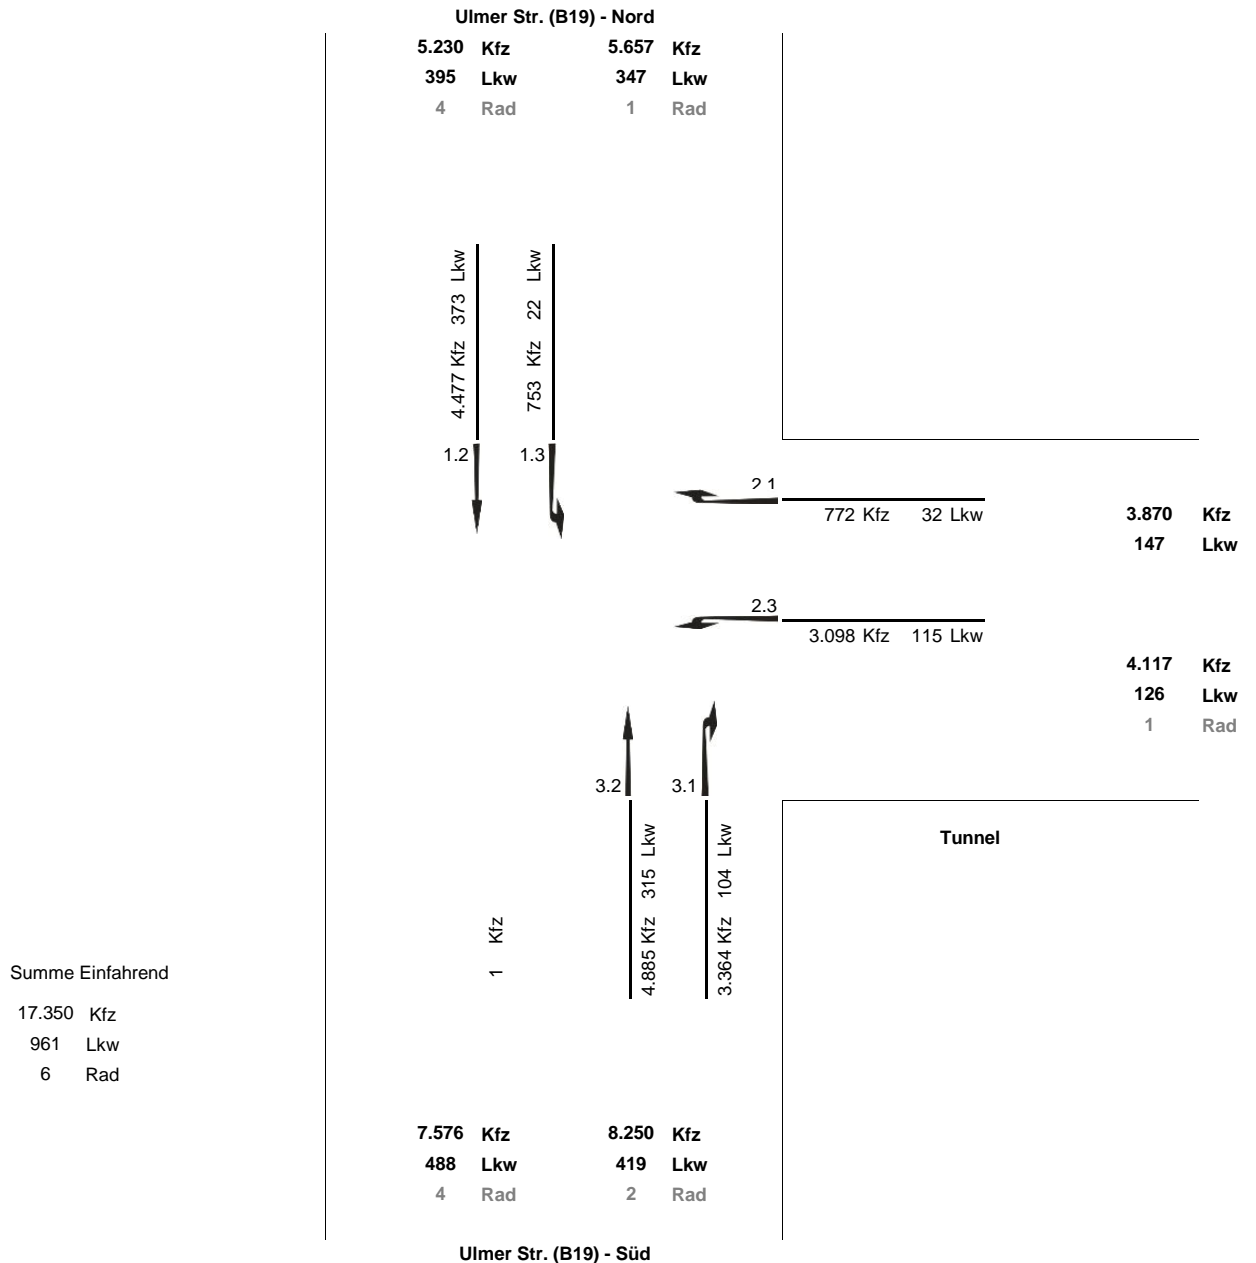 Ulmer Str. (B19) - Nord
5.230 Kfz 5.657 Kfz
395 Lkw 347 Lkw
4 Rad 1 Rad
4.477 Kfz 373 Lkw
753 Kfz 22 Lkw
1.2 1.3
2.1
772 Kfz 32 Lkw
3.870 Kfz
147 Lkw
2.3
3.098 Kfz 115 Lkw
4.117 Kfz
126 Lkw
1 Rad
3.2 3.1
Tunnel
1 Kfz
4.885 Kfz 315 Lkw
3.364 Kfz 104 Lkw
Summe Einfahrend
17.350 Kfz
961 Lkw
6 Rad
7.576 Kfz 8.250 Kfz
488 Lkw 419 Lkw
4 Rad 2 Rad
Ulmer Str. (B19) - Süd